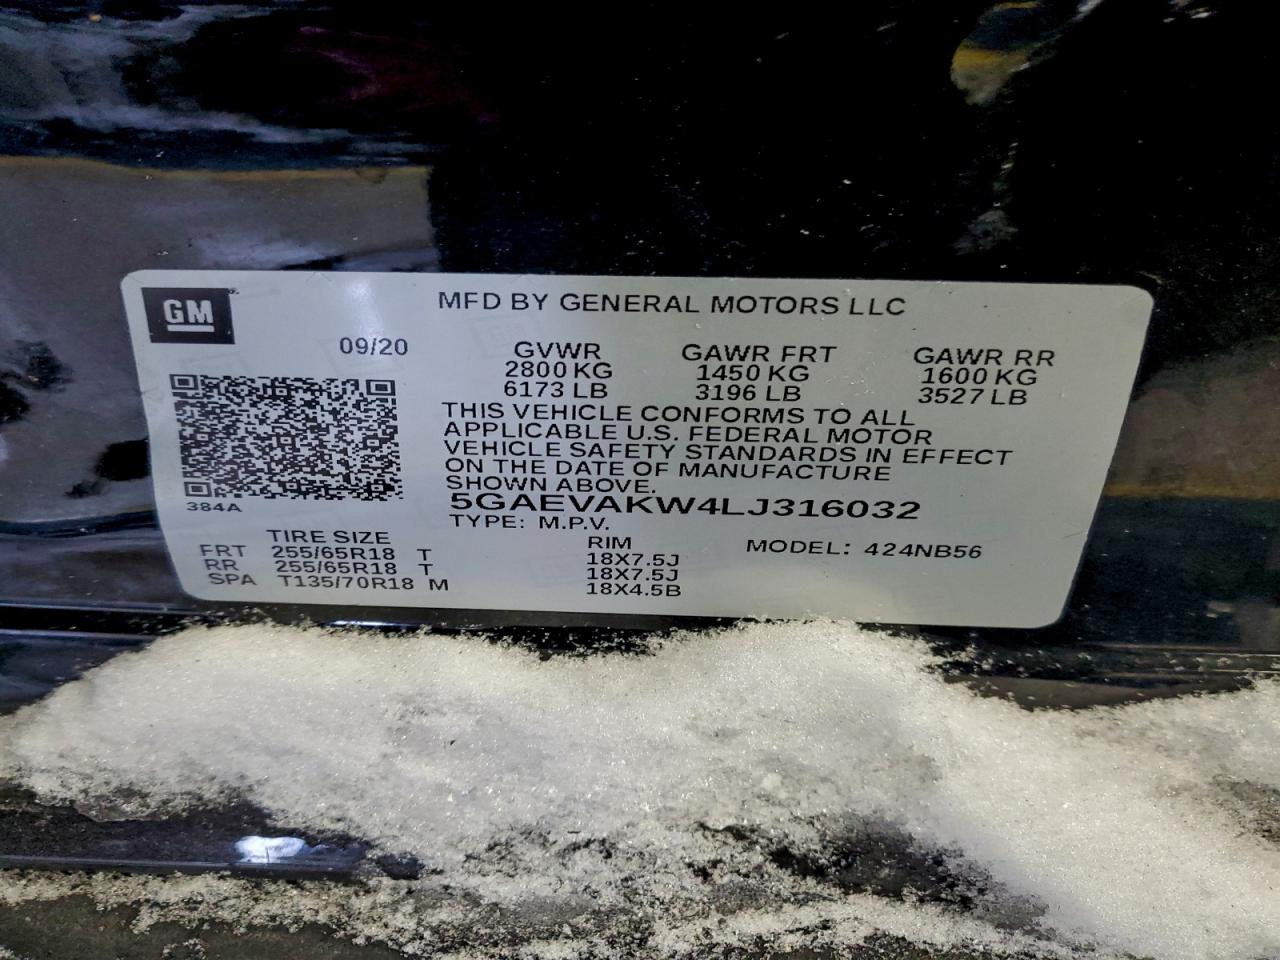 GM
MFD BY GENERAL MOTORS LLC
09/20
GVWR GAWR FRT GAWR RR
2800 KG 1450 KG 1600 KG
6173 LB 3196 LB 3527 LB
THIS VEHICLE CONFORMS TO ALL
APPLICABLE U.S. FEDERAL MOTOR
VEHICLE SAFETY STANDARDS IN EFFECT
ON THE DATE OF MANUFACTURE
SHOWN ABOVE.
384A
5GAEVAKW4LJ316032
TYPE: M.P.V.
TIRE SIZE RIM MODEL: 424NB56
FRT 255/65R18 T 18X7.5J
RR 255/65R18 T 18X7.5J
SPA T135/70R18 M 18X4.5B